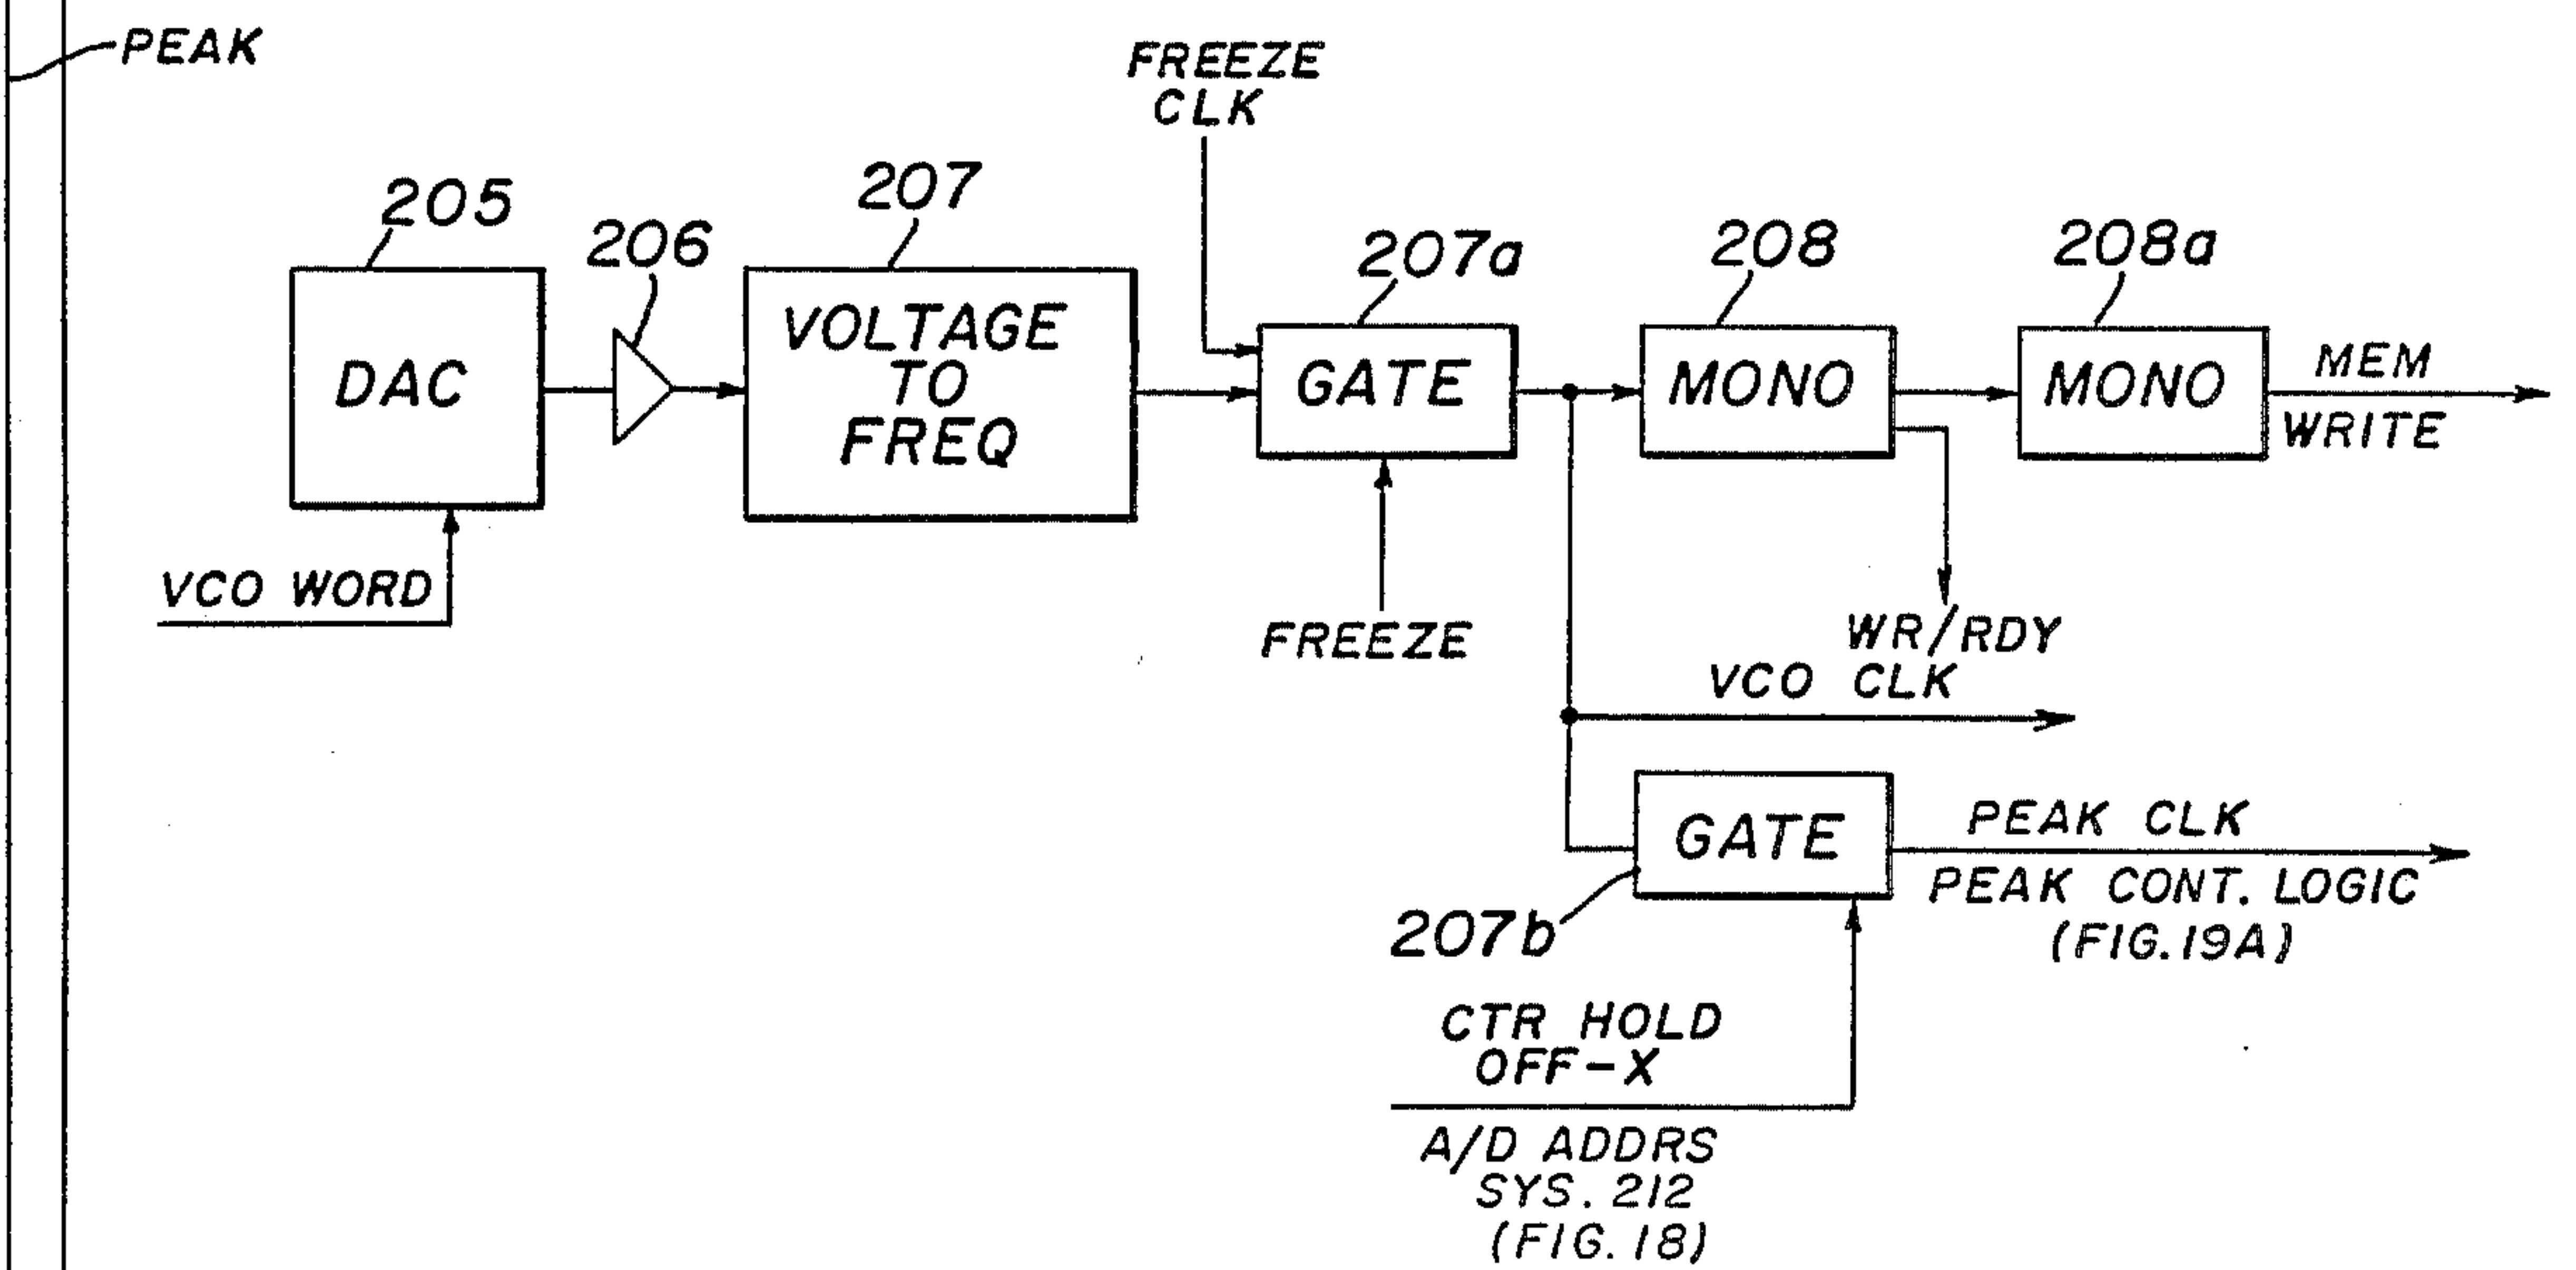 PEAK
FREEZE
CLK
205
206
207
207a
208
208a
DAC
VOLTAGE
TO
FREQ
GATE
MONO
MONO
MEM
WRITE
VCO WORD
FREEZE
WR/RDY
VCO CLK
GATE
PEAK CLK
PEAK CONT. LOGIC
(FIG. 19A)
207b
CTR HOLD
OFF-X
A/D ADDRS
SYS. 212
(FIG. 18)